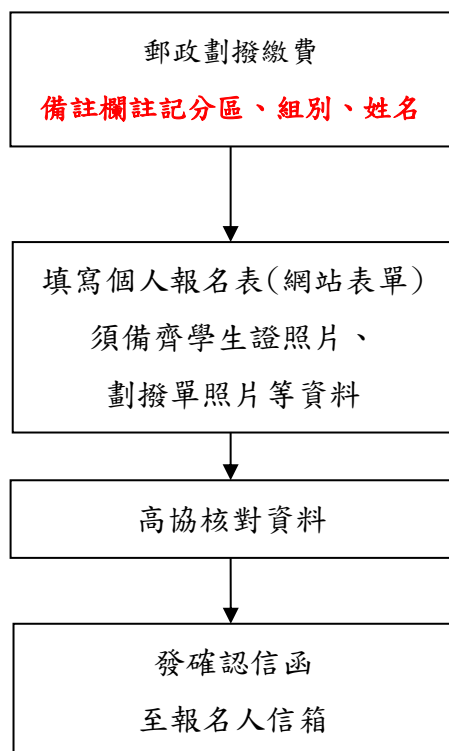 郵政劃撥繳費
備註欄註記分區、組別、姓名
填寫個人報名表(網站表單)
須備齊學生證照片、
劃撥單照片等資料
高協核對資料
發確認信函
至報名人信箱